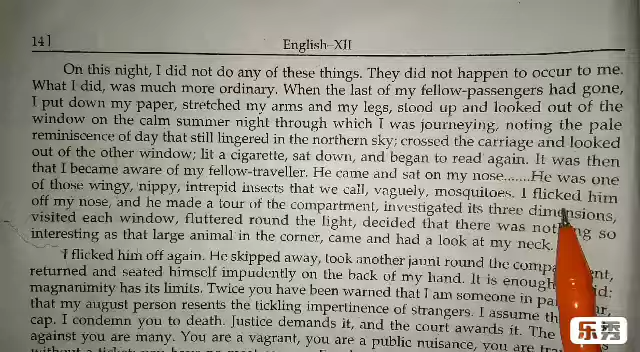 141
English–XII
On this night, I did not do any of these things. They did not happen to occur to me.
What I did, was much more ordinary. When the last of my fellow-passengers had gone,
I put down my paper, stretched my arms and my legs, stood up and looked out of the
window on the calm summer night through which I was journeying, noting the pale
reminiscence of day that still lingered in the northern sky; crossed the carriage and looked
out of the other window; lit a cigarette, sat down, and began to read again. It was then
that I became aware of my fellow-traveller. He came and sat on my nose......He was one
of those wingy, nippy, intrepid insects that we call, vaguely, mosquitoes. I flicked him
off my nose, and he made a tour of the compartment, investigated its three dimensions,
visited each window, fluttered round the light, decided that there was so
interesting as that large animal in the corner, came and had a look at my neck.
I flicked him off again. He skipped away, took another jaunt round the
returned and seated himself impudently on the back of my hand. It is enough
magnanimity has its limits. Twice you have been warned that I am someone in
that my august person resents the tickling impertinence of strangers. I assume
cap. I condemn you to death. Justice demands it, and the court awards it. The
against you are many. You are a vagrant, you are a public nuisance, you are
without a ticket
乐秀